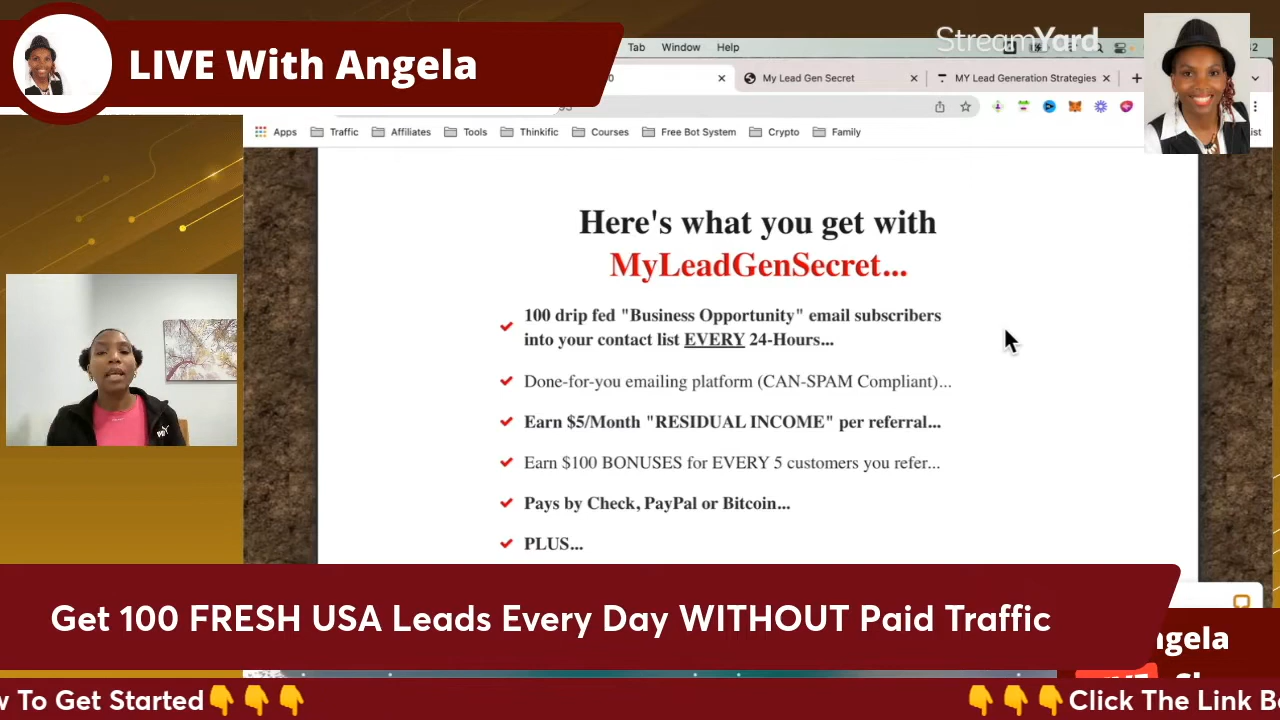 LIVE With Angela
StreamYard
Tab Window Help
My Lead Gen Secret
MY Lead Generation Strategies
Apps Traffic Affiliates Tools Thinkific Courses Free Bot System Crypto Family
Here's what you get with
MyLeadGenSecret...
100 drip fed "Business Opportunity" email subscribers
into your contact list EVERY 24-Hours...
Done-for-you emailing platform (CAN-SPAM Compliant)...
Earn $5/Month "RESIDUAL INCOME" per referral...
Earn $100 BONUSES for EVERY 5 customers you refer...
Pays by Check, PayPal or Bitcoin...
PLUS...
Get 100 FRESH USA Leads Every Day WITHOUT Paid Traffic
ngela
w To Get Started👇👇👇
👇👇👇Click The Link Be